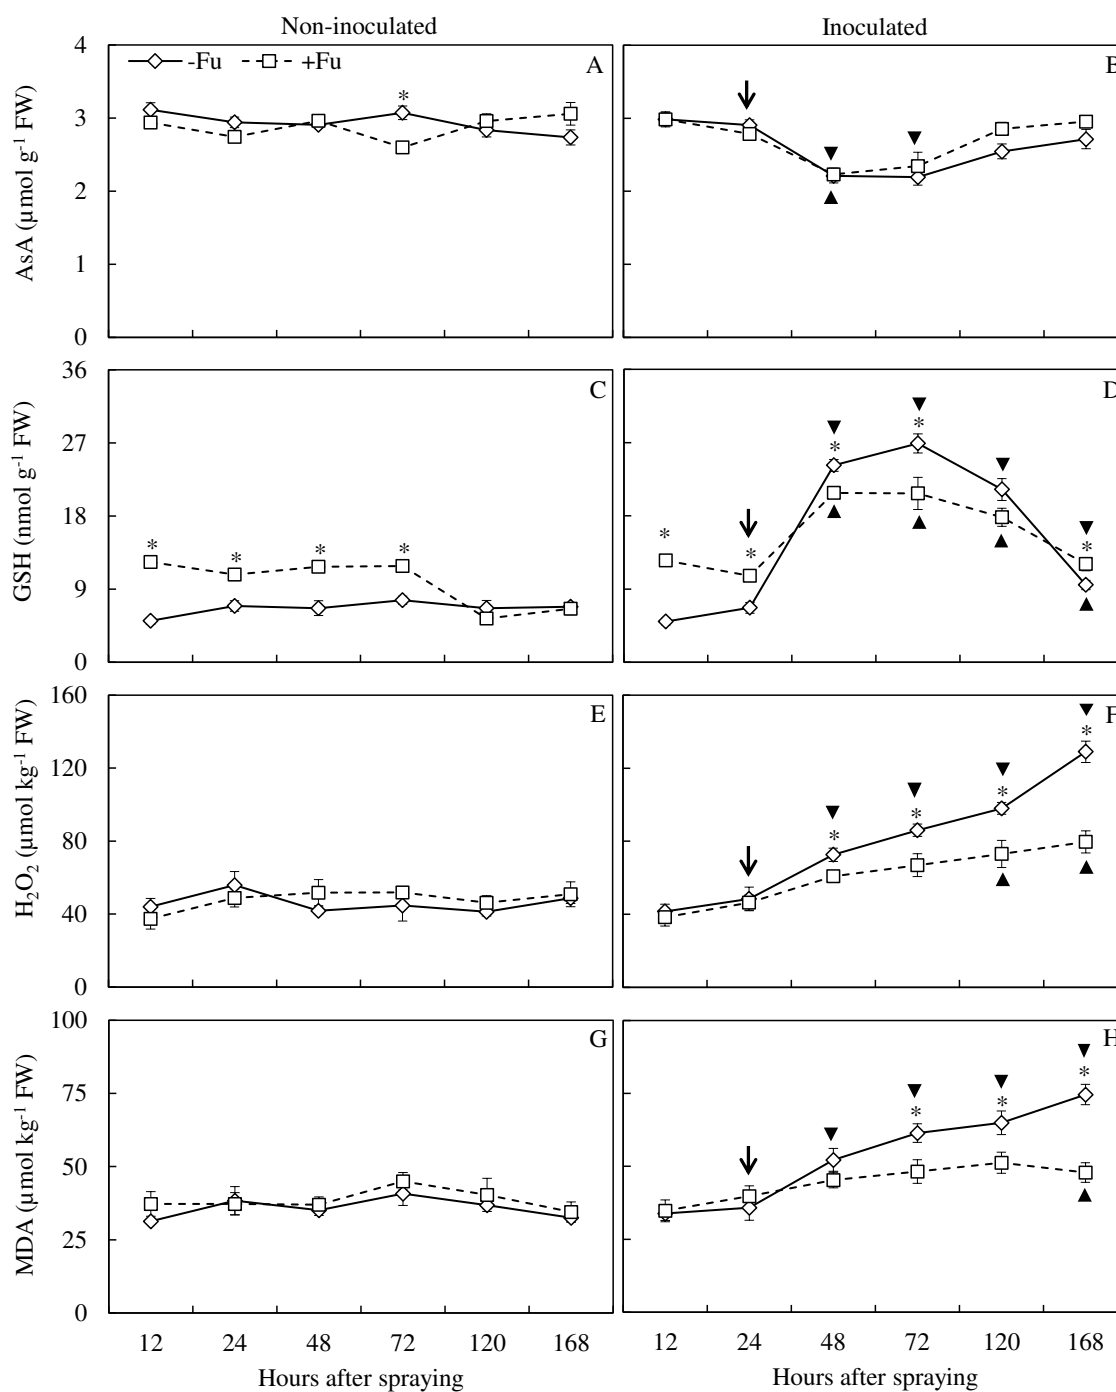 Non-inoculated
Inoculated
AsA (µmol g⁻¹ FW)
4
3
2
1
0
-Fu
+Fu
A
*
B
GSH (nmol g⁻¹ FW)
36
27
18
9
0
C
* * * *
D
* * * * *
H₂O₂ (µmol kg⁻¹ FW)
160
120
80
40
0
E
F
* * * *
MDA (µmol kg⁻¹ FW)
100
75
50
25
0
G
H
* * *
12 24 48 72 120 168
12 24 48 72 120 168
Hours after spraying
Hours after spraying